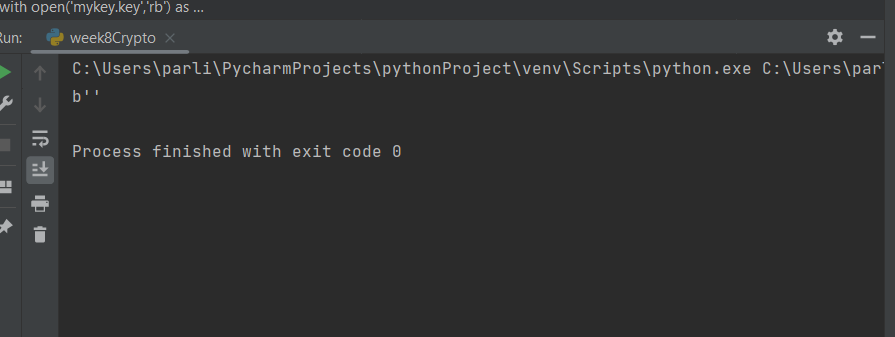 with open('mykey.key','rb') as ...
Run:
week8Crypto
C:\Users\parli\PycharmProjects\pythonProject\venv\Scripts\python.exe C:\Users\parl
b''
Process finished with exit code 0